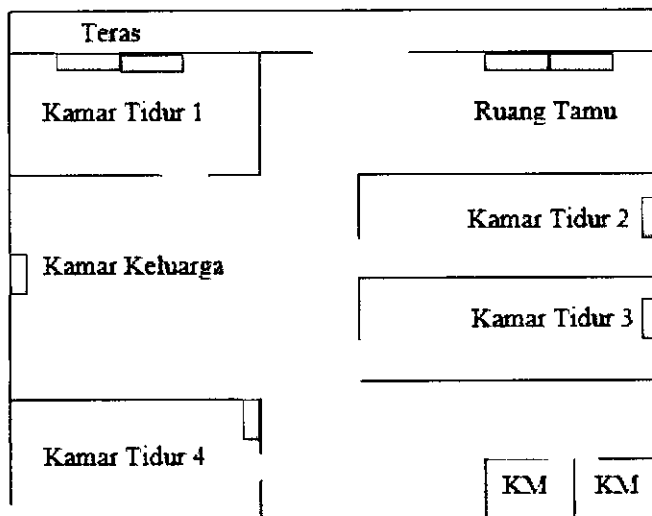 Teras
Kamar Tidur 1
Ruang Tamu
Kamar Tidur 2
Kamar Keluarga
Kamar Tidur 3
Kamar Tidur 4
KM
KM